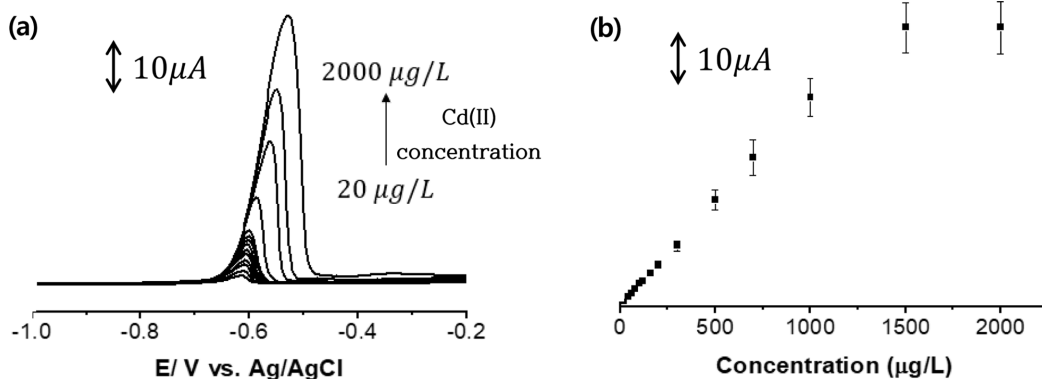 (a)
10μA
2000 μg/L
Cd(II)
concentration
20 μg/L
-1.0 -0.8 -0.6 -0.4 -0.2
E/ V vs. Ag/AgCl
(b)
10μA
0 500 1000 1500 2000
Concentration (μg/L)